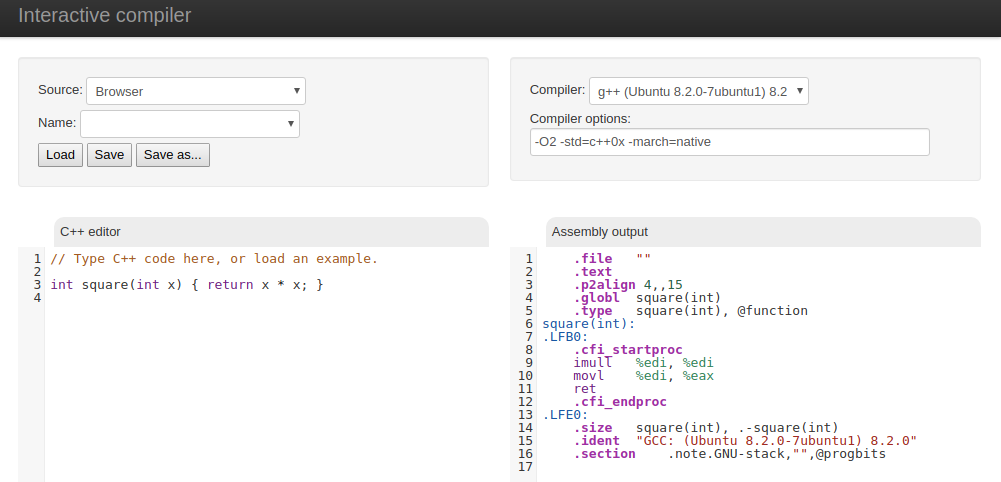 Interactive compiler
Source: Browser
Name:
Load Save Save as...
Compiler: g++ (Ubuntu 8.2.0-7ubuntu1) 8.2
Compiler options:
-O2 -std=c++0x -march=native
C++ editor
1 // Type C++ code here, or load an example.
2
3 int square(int x) { return x * x; }
4
Assembly output
1 .file ""
2 .text
3 .p2align 4,,15
4 .globl square(int)
5 .type square(int), @function
6 square(int):
7 .LFB0:
8 .cfi_startproc
9 imull %edi, %edi
10 movl %edi, %eax
11 ret
12 .cfi_endproc
13 .LFE0:
14 .size square(int), .-square(int)
15 .ident "GCC: (Ubuntu 8.2.0-7ubuntu1) 8.2.0"
16 .section .note.GNU-stack,"",@progbits
17